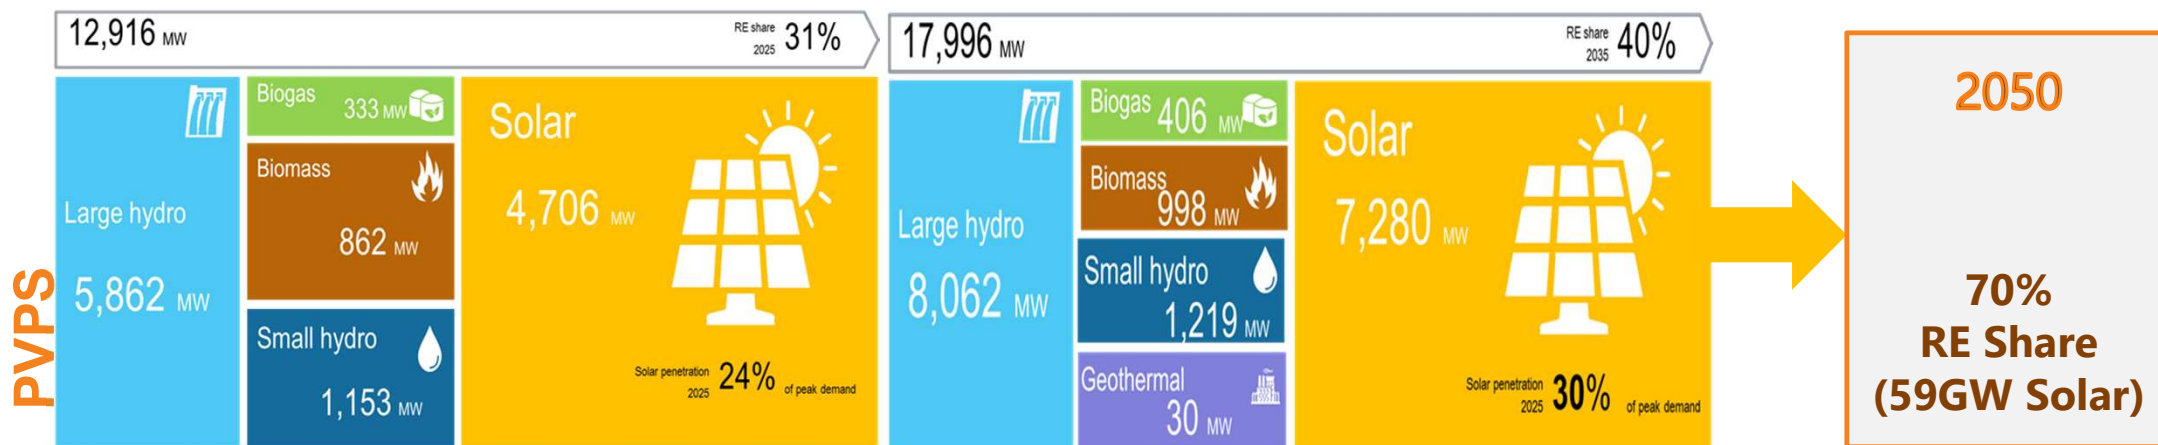 PVPS
12,916 MW
RE share 2025 31%
Large hydro
5,862 MW
Biogas
333 MW
Biomass
862 MW
Small hydro
1,153 MW
Solar
4,706 MW
Solar penetration 2025 24% of peak demand
17,996 MW
RE share 2035 40%
Large hydro
8,062 MW
Biogas
406 MW
Biomass
998 MW
Small hydro
1,219 MW
Geothermal
30 MW
Solar
7,280 MW
Solar penetration 2025 30% of peak demand
2050
70%
RE Share
(59GW Solar)